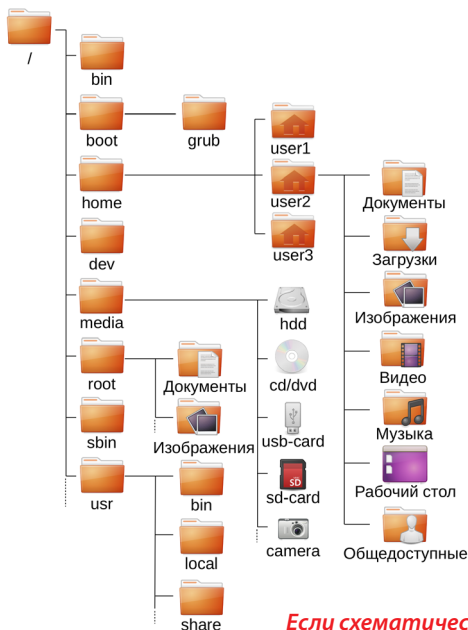 /
bin
boot
grub
home
user1
user2
user3
Документы
Загрузки
Изображения
Видео
Музыка
Рабочий стол
Общедоступные
dev
media
hdd
cd/dvd
usb-card
sd-card
SD
camera
root
Документы
Изображения
sbin
usr
bin
local
share
Если схематичес